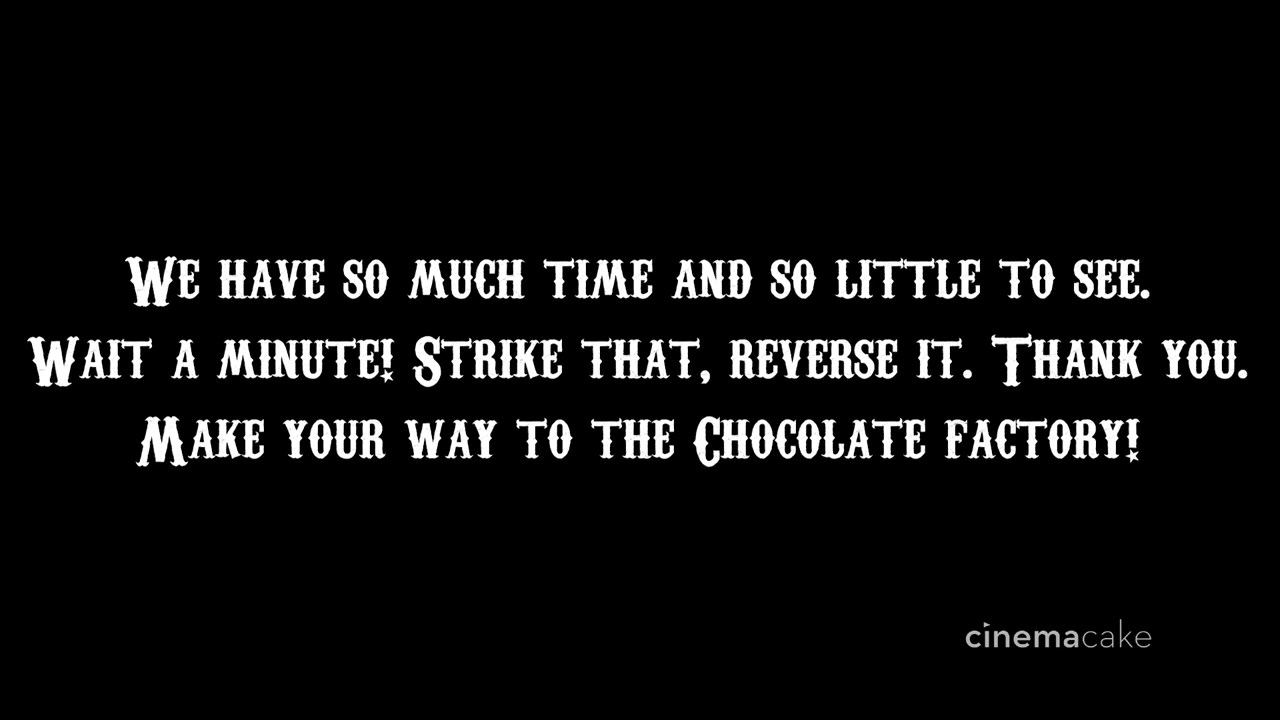 We have so much time and so little to see.
Wait a minute! Strike that, reverse it. Thank you.
Make your way to the Chocolate factory!
cinemacake